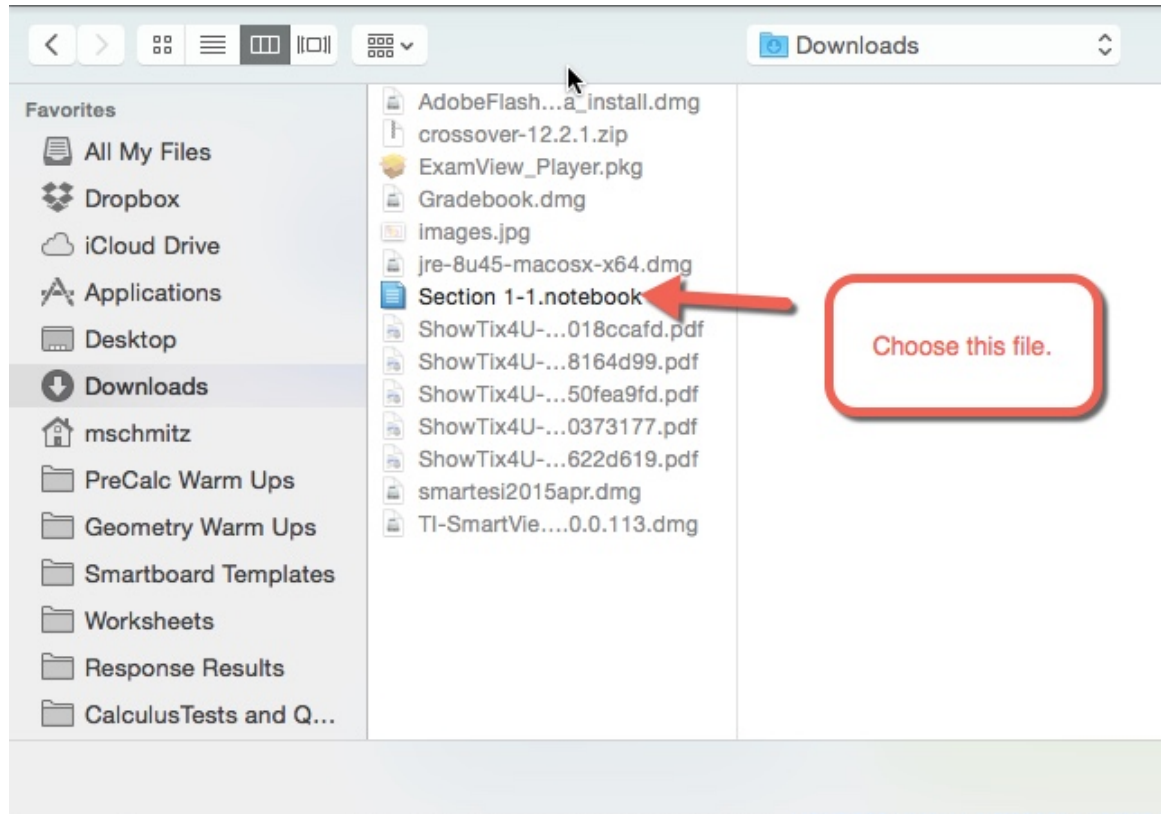 Downloads
Favorites
All My Files
Dropbox
iCloud Drive
Applications
Desktop
Downloads
mschmitz
PreCalc Warm Ups
Geometry Warm Ups
Smartboard Templates
Worksheets
Response Results
CalculusTests and Q...
AdobeFlash...a_install.dmg
crossover-12.2.1.zip
ExamView_Player.pkg
Gradebook.dmg
images.jpg
jre-8u45-macosx-x64.dmg
Section 1-1.notebook
ShowTix4U-...018ccafd.pdf
ShowTix4U-...8164d99.pdf
ShowTix4U-...50fea9fd.pdf
ShowTix4U-...0373177.pdf
ShowTix4U-...622d619.pdf
smartesi2015apr.dmg
TI-SmartVie....0.0.113.dmg
Choose this file.